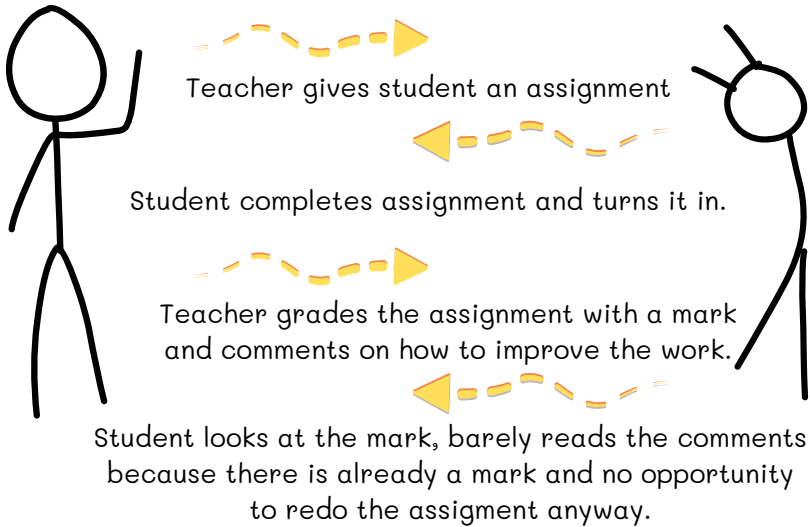 Teacher gives student an assignment
Student completes assignment and turns it in.
Teacher grades the assignment with a mark
and comments on how to improve the work.
Student looks at the mark, barely reads the comments
because there is already a mark and no opportunity
to redo the assigment anyway.